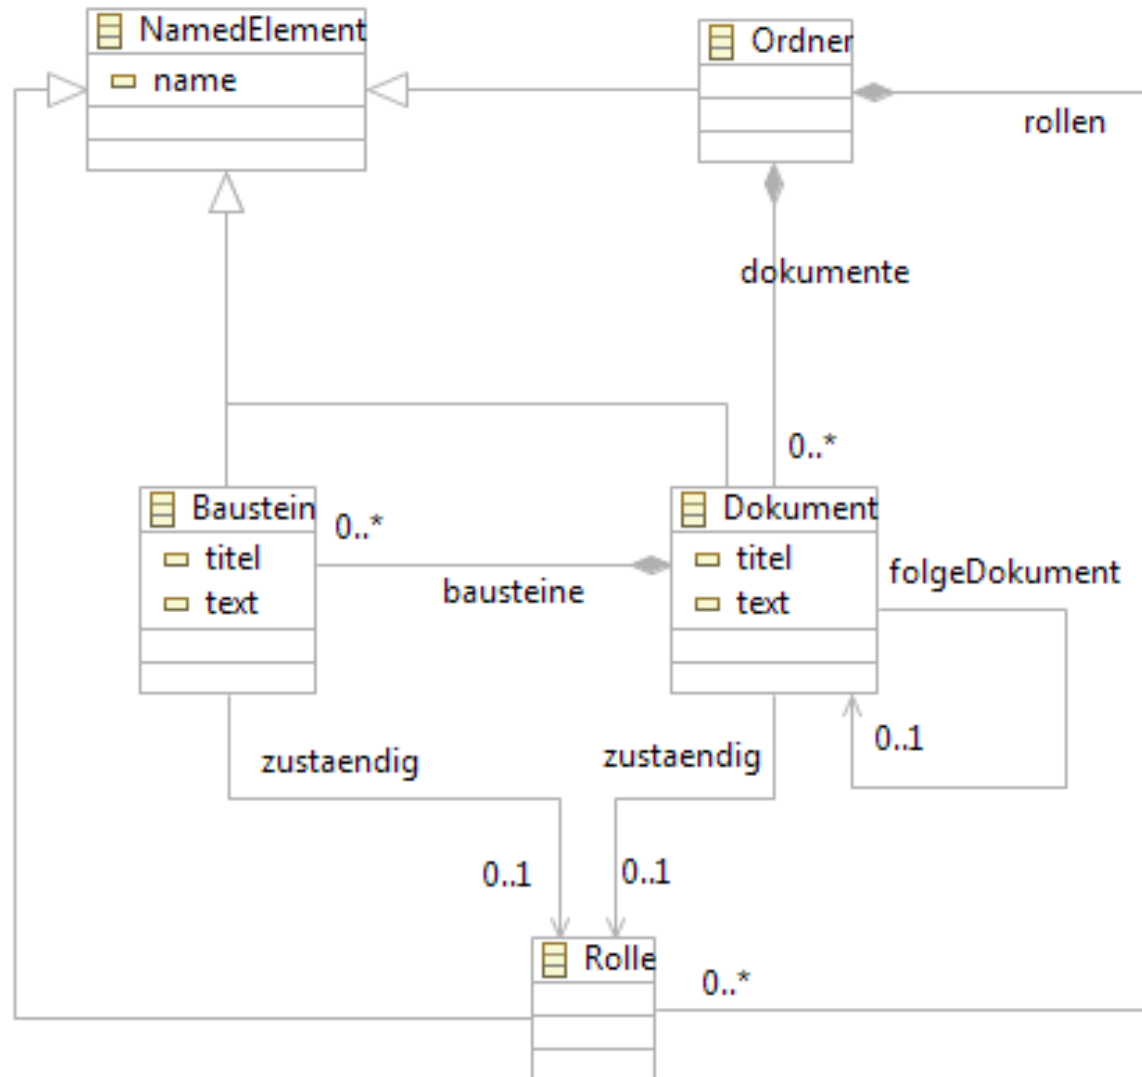 NamedElement
name
Ordner
rollen
dokumente
0..*
Baustein
titel
text
0..*
bausteine
Dokument
titel
text
folgeDokument
0..1
zustaendig
zustaendig
0..1
0..1
Rolle
0..*